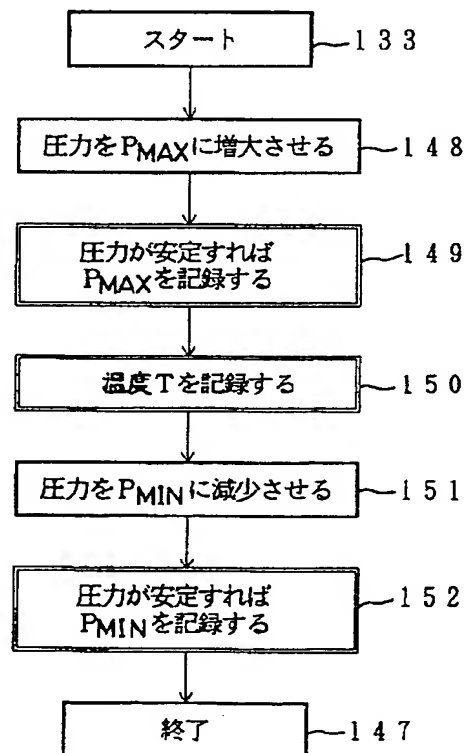 スタート
133
圧力をPMAXに増大させる
148
圧力が安定すれば
PMAXを記録する
149
温度Tを記録する
150
圧力をPMINに減少させる
151
圧力が安定すれば
PMINを記録する
152
終了
147